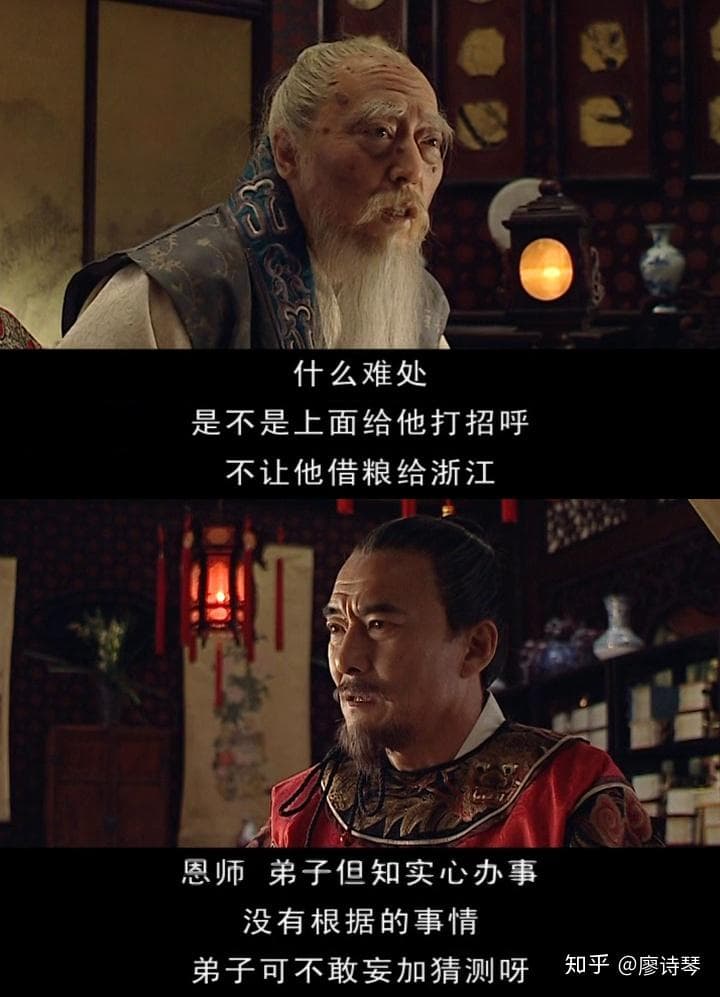 什么难处
是不是上面给他打招呼
不让他借粮给浙江
恩师 弟子但知实心办事
没有根据的事情
弟子可不敢妄加猜测呀
知乎 @廖诗琴